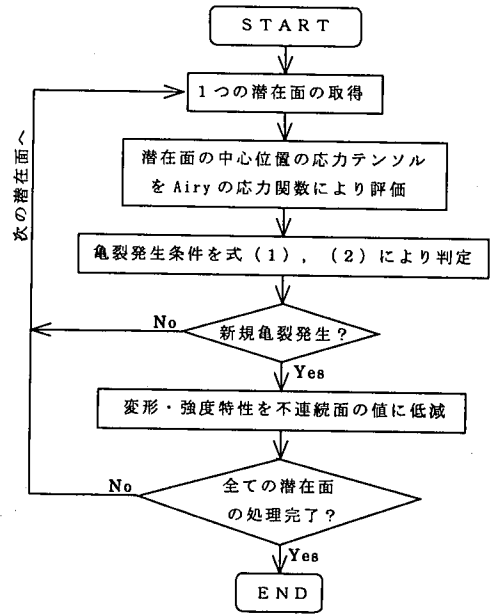 START
1つの潜在面の取得
潜在面の中心位置の応力テンソル
をAiryの応力関数により評価
亀裂発生条件を式(1),(2)により判定
新規亀裂発生?
No
Yes
変形・強度特性を不連続面の値に低減
全ての潜在面
の処理完了?
No
Yes
END
次の潜在面へ